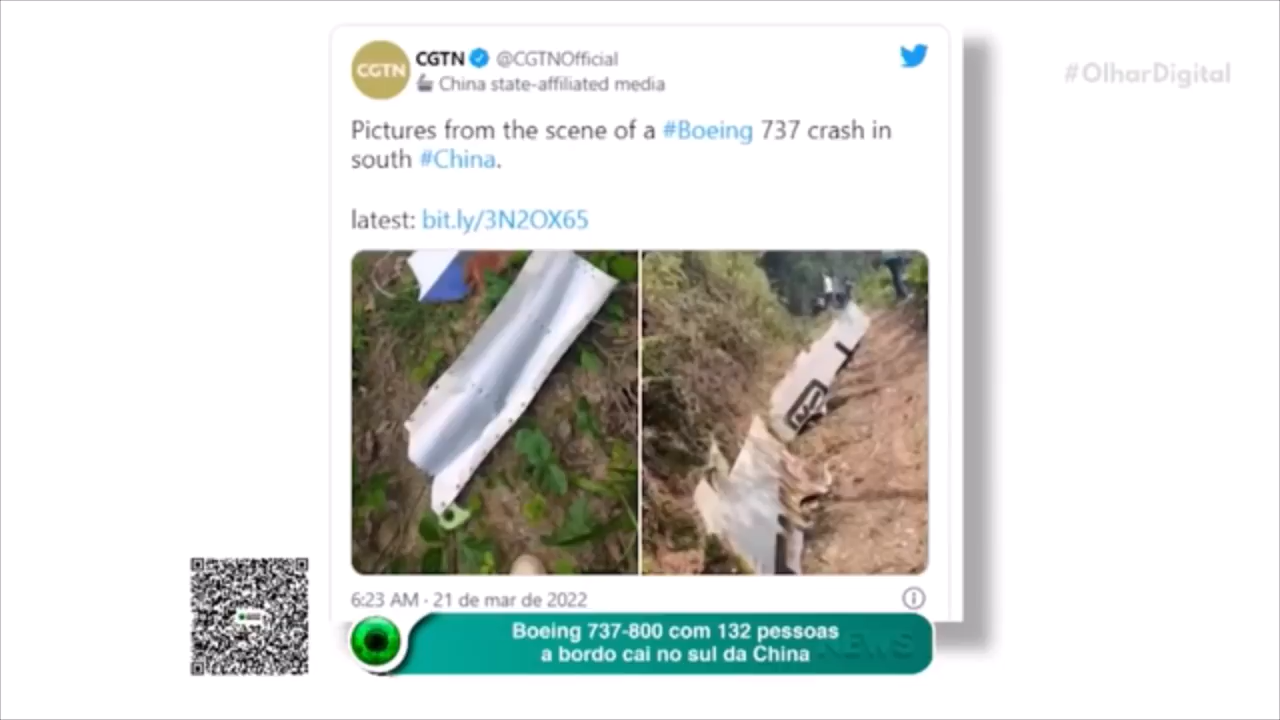 CGTN
CGTN @CGTNOfficial
China state-affiliated media
#OlharDigital
Pictures from the scene of a #Boeing 737 crash in
south #China.
latest: bit.ly/3N2OX65
6:23 AM · 21 de mar de 2022
Boeing 737-800 com 132 pessoas
a bordo cai no sul da China
NEWS